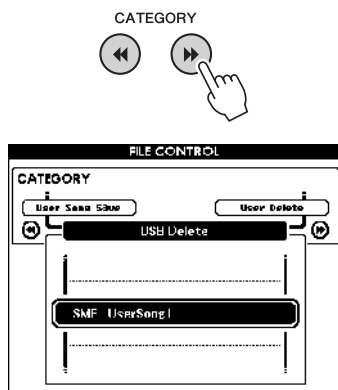 CATEGORY
FILE CONTROL
CATEGORY
User Song Save
User Delete
USB Delete
SMF UserSong1